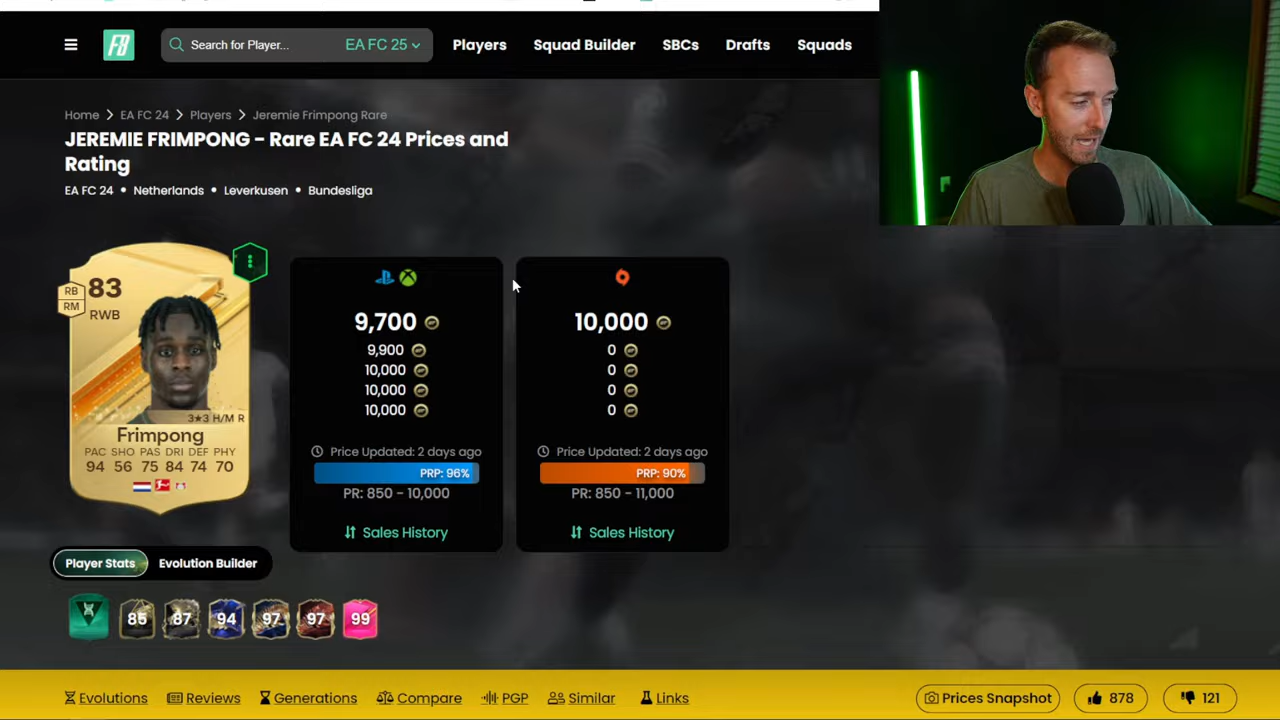 FB
Search for Player...
EA FC 25
Players
Squad Builder
SBCs
Drafts
Squads
Home > EA FC 24 > Players > Jeremie Frimpong Rare
JEREMIE FRIMPONG - Rare EA FC 24 Prices and
Rating
EA FC 24 • Netherlands • Leverkusen • Bundesliga
RB
RM
83
RWB
3★3 H/M R
Frimpong
PAC SHO PAS DRI DEF PHY
94 56 75 84 74 70
9,700
9,900
10,000
10,000
10,000
Price Updated: 2 days ago
PRP: 96%
PR: 850 - 10,000
Sales History
10,000
0
0
0
0
Price Updated: 2 days ago
PRP: 90%
PR: 850 - 11,000
Sales History
Player Stats
Evolution Builder
85
87
94
97
97
99
Evolutions
Reviews
Generations
Compare
PGP
Similar
Links
Prices Snapshot
878
121